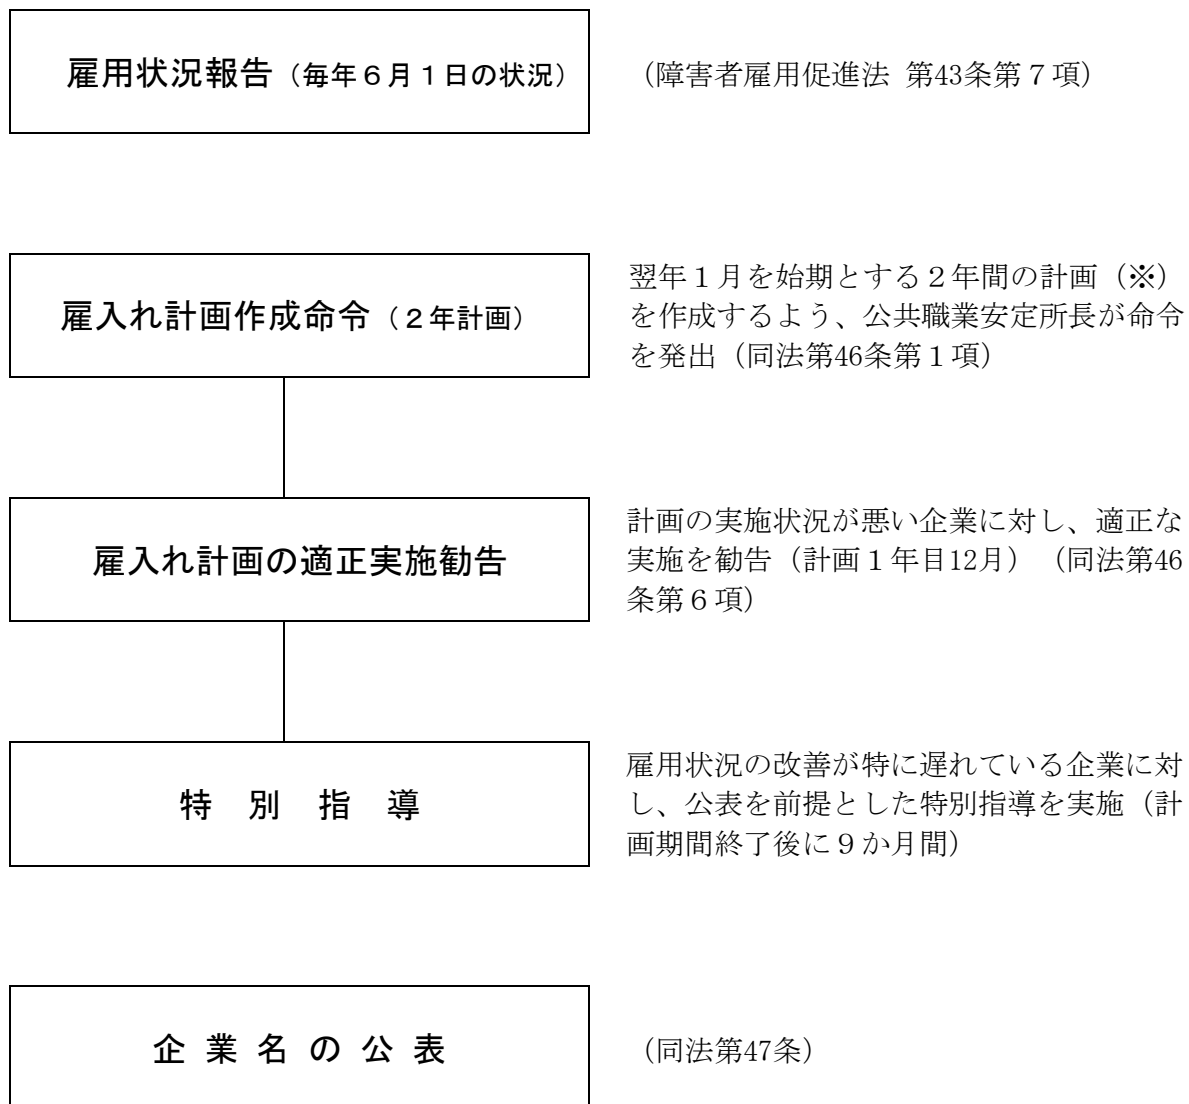 雇用状況報告（毎年６月１日の状況）
（障害者雇用促進法 第43条第７項）
雇入れ計画作成命令（２年計画）
翌年１月を始期とする２年間の計画（※）
を作成するよう、公共職業安定所長が命令
を発出（同法第46条第１項）
雇入れ計画の適正実施勧告
計画の実施状況が悪い企業に対し、適正な
実施を勧告（計画１年目12月）（同法第46
条第６項）
特 別 指 導
雇用状況の改善が特に遅れている企業に対
し、公表を前提とした特別指導を実施（計
画期間終了後に９か月間）
企 業 名 の 公 表
（同法第47条）